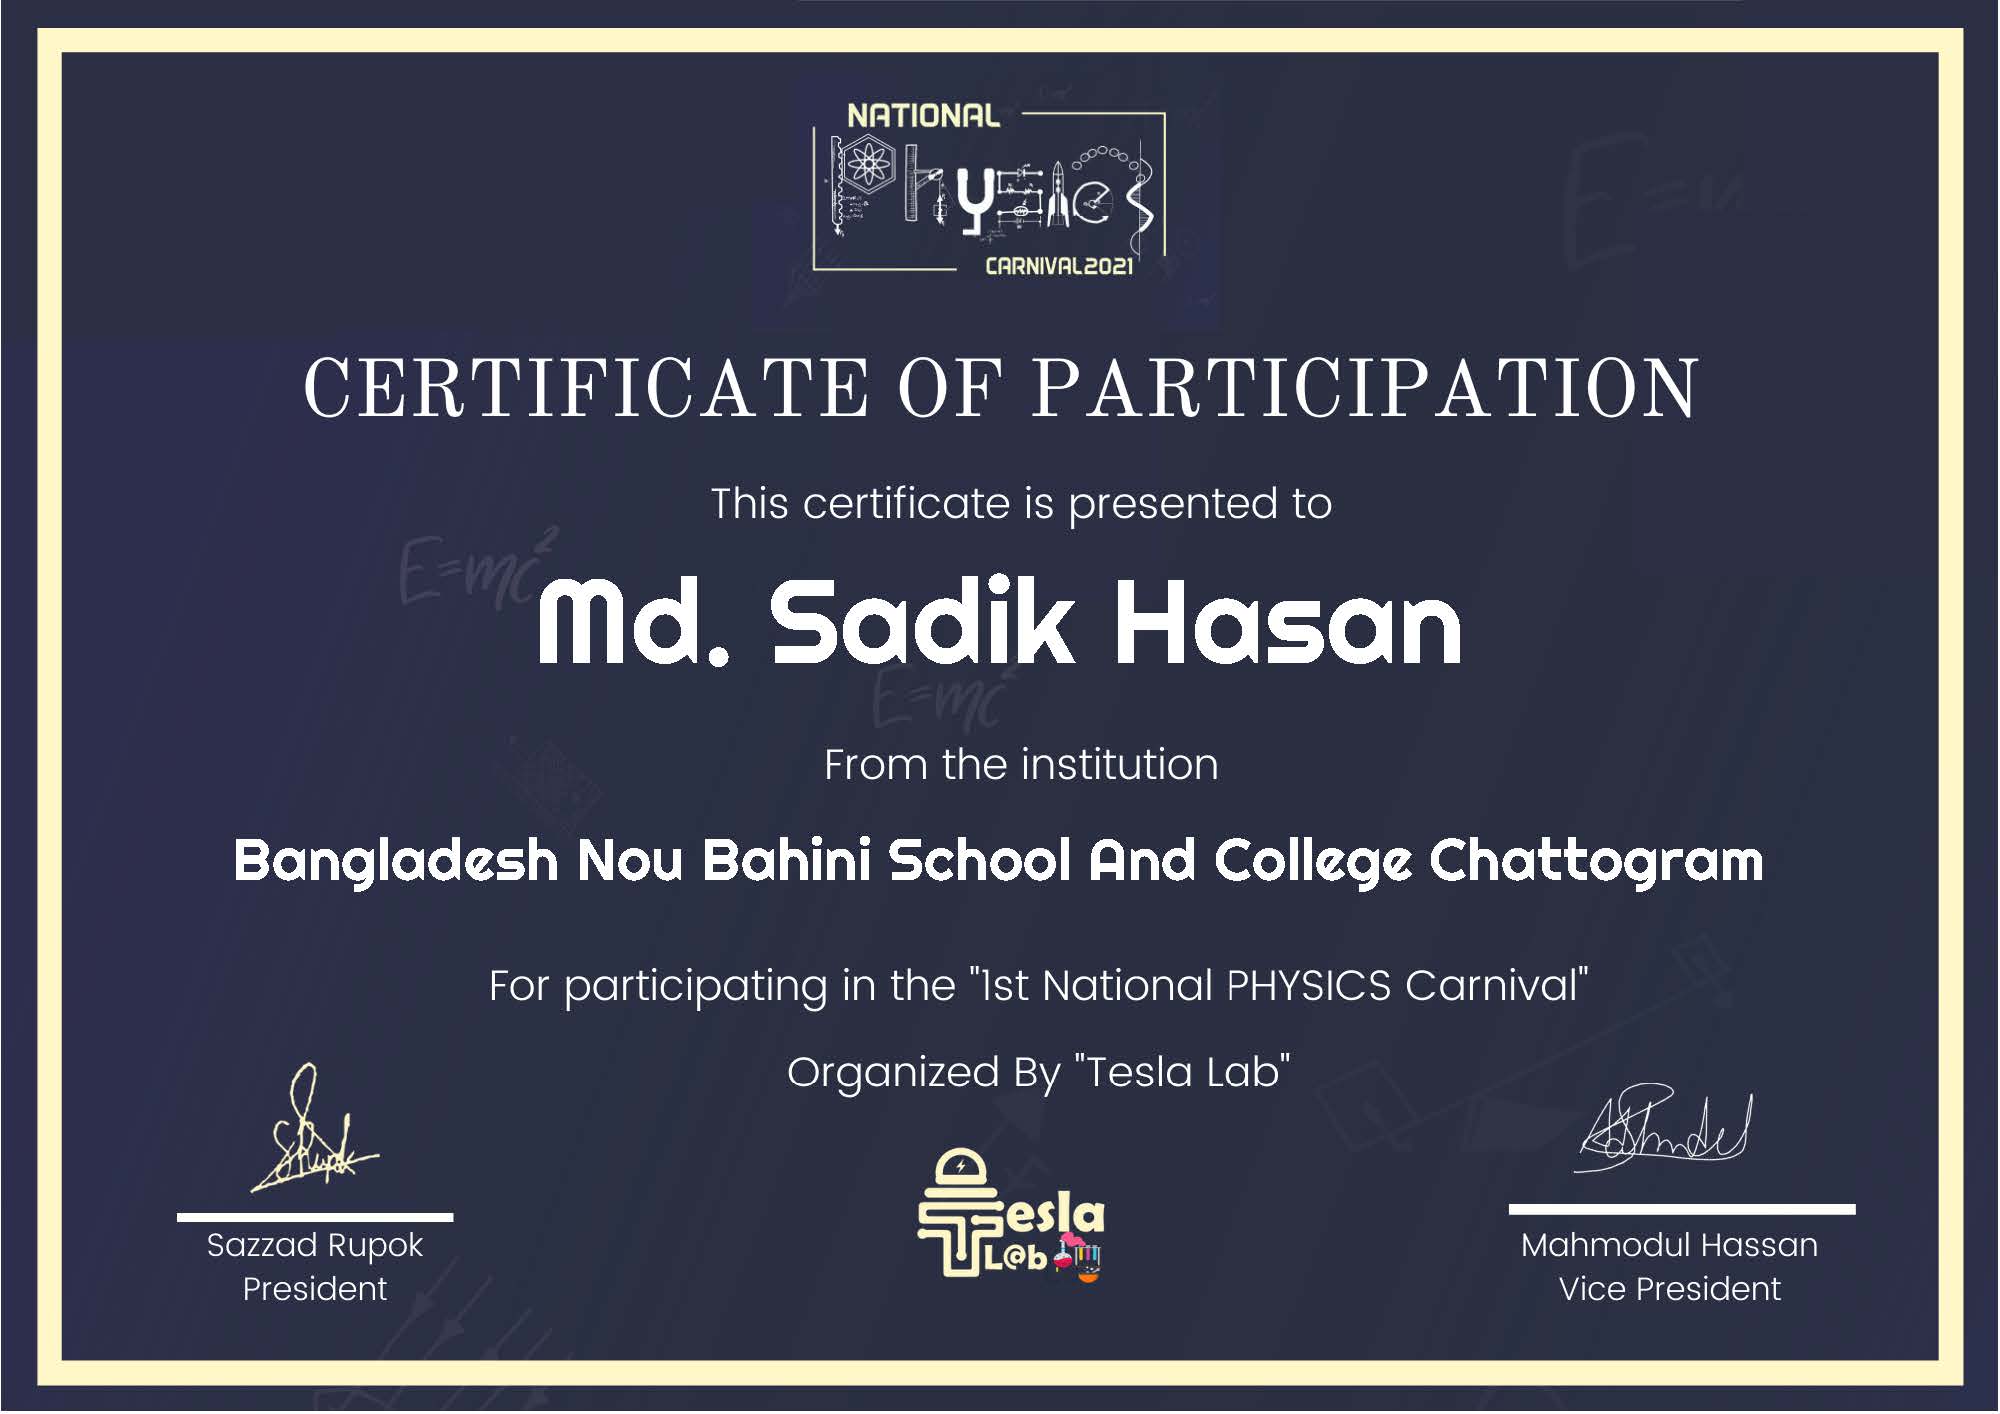 NATIONAL
Physics
CARNIVAL2021
CERTIFICATE OF PARTICIPATION
This certificate is presented to
E=mc²
Md. Sadik Hasan
E=mc²
From the institution
Bangladesh Nou Bahini School And College Chattogram
For participating in the "1st National PHYSICS Carnival"
Organized By "Tesla Lab"
Tesla
L@b
Sazzad Rupok
President
Mahmodul Hassan
Vice President